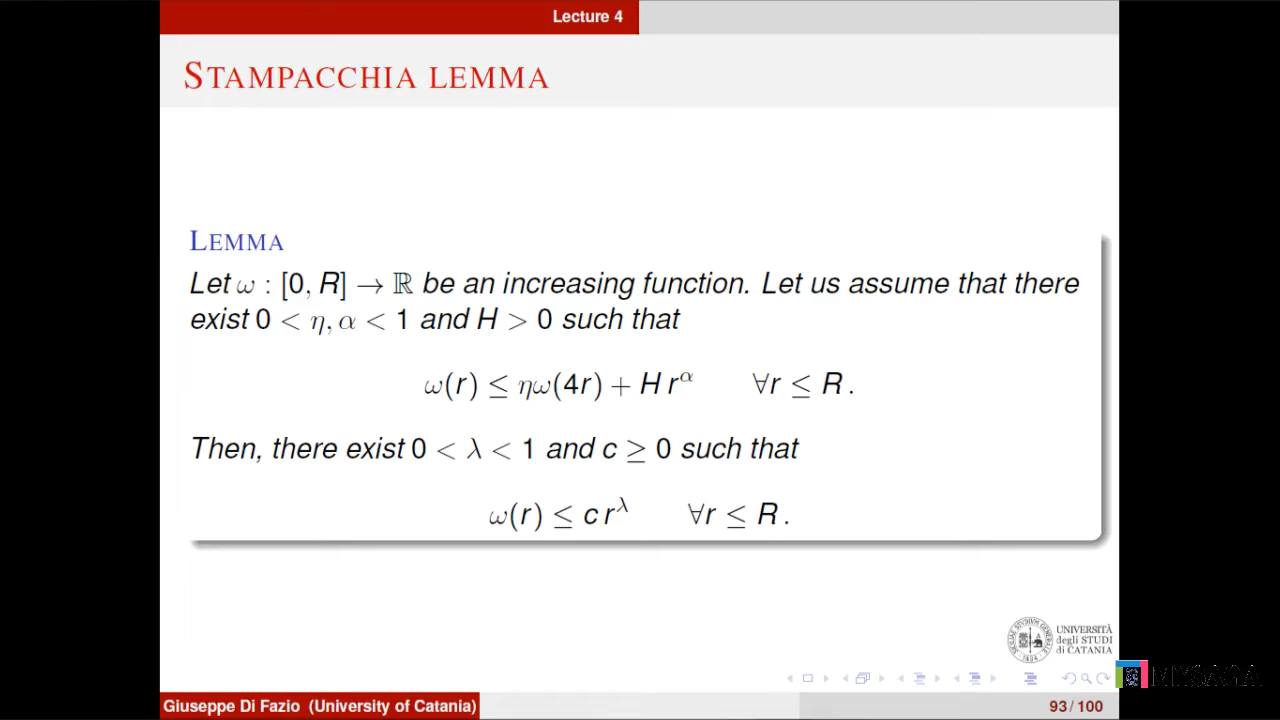 Lecture 4
STAMPACCHIA LEMMA
LEMMA
Let ω : [0, R] → ℝ be an increasing function. Let us assume that there
exist 0 < η, α < 1 and H > 0 such that
ω(r) ≤ ηω(4r) + H r^α ∀r ≤ R .
Then, there exist 0 < λ < 1 and c ≥ 0 such that
ω(r) ≤ c r^λ ∀r ≤ R .
UNIVERSITÀ
degli STUDI
di CATANIA
Giuseppe Di Fazio (University of Catania)
93 / 100